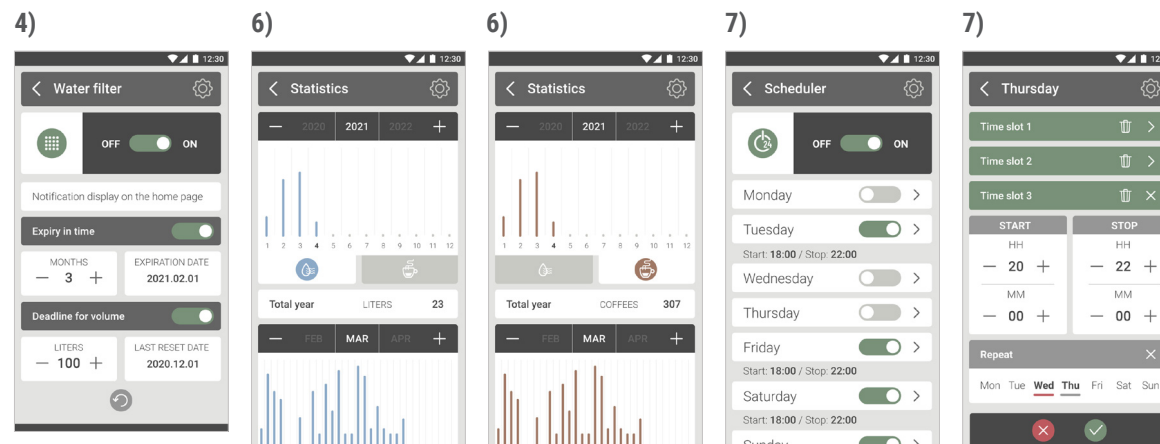 4)
12:30
Water filter
OFF ON
Notification display on the home page
Expiry in time
MONTHS EXPIRATION DATE
— 3 + 2021.02.01
Deadline for volume
LITERS LAST RESET DATE
— 100 + 2020.12.01
6)
12:30
Statistics
— 2020 2021 2022 +
1 2 3 4 5 6 7 8 9 10 11 12
Total year LITERS 23
— FEB MAR APR +
6)
12:30
Statistics
— 2020 2021 2022 +
1 2 3 4 5 6 7 8 9 10 11 12
Total year COFFEES 307
— FEB MAR APR +
7)
12:30
Scheduler
24 OFF ON
Monday
Tuesday
Start: 18:00 / Stop: 22:00
Wednesday
Thursday
Friday
Start: 18:00 / Stop: 22:00
Saturday
Start: 18:00 / Stop: 22:00
Sunday
7)
12
Thursday
Time slot 1
Time slot 2
Time slot 3
START STOP
HH HH
— 20 + — 22 +
MM MM
— 00 + — 00 +
Repeat
Mon Tue Wed Thu Fri Sat Sun